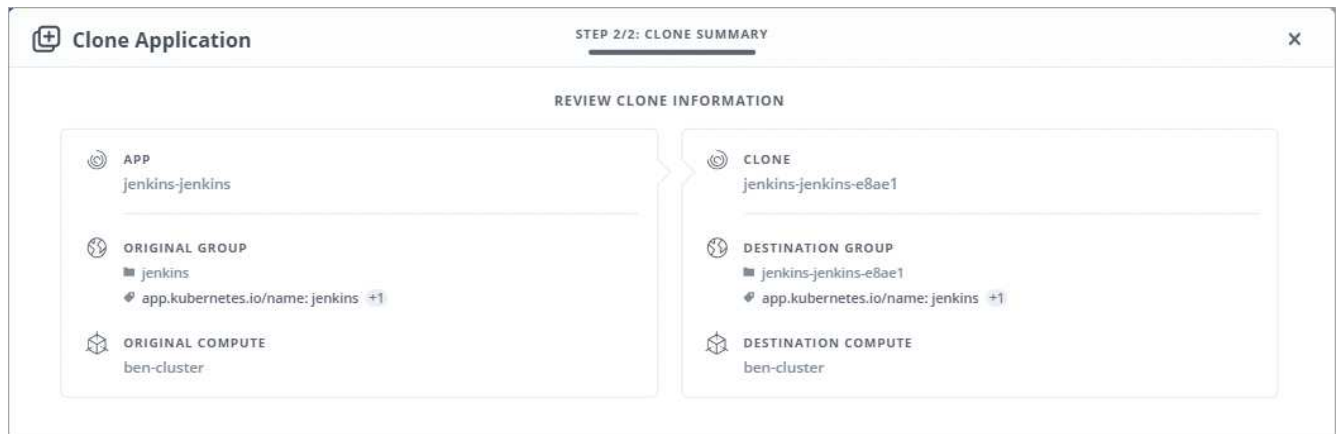 Clone Application
STEP 2/2: CLONE SUMMARY
REVIEW CLONE INFORMATION
APP
jenkins-jenkins
ORIGINAL GROUP
jenkins
app.kubernetes.io/name: jenkins +1
ORIGINAL COMPUTE
ben-cluster
CLONE
jenkins-jenkins-e8ae1
DESTINATION GROUP
jenkins-jenkins-e8ae1
app.kubernetes.io/name: jenkins +1
DESTINATION COMPUTE
ben-cluster